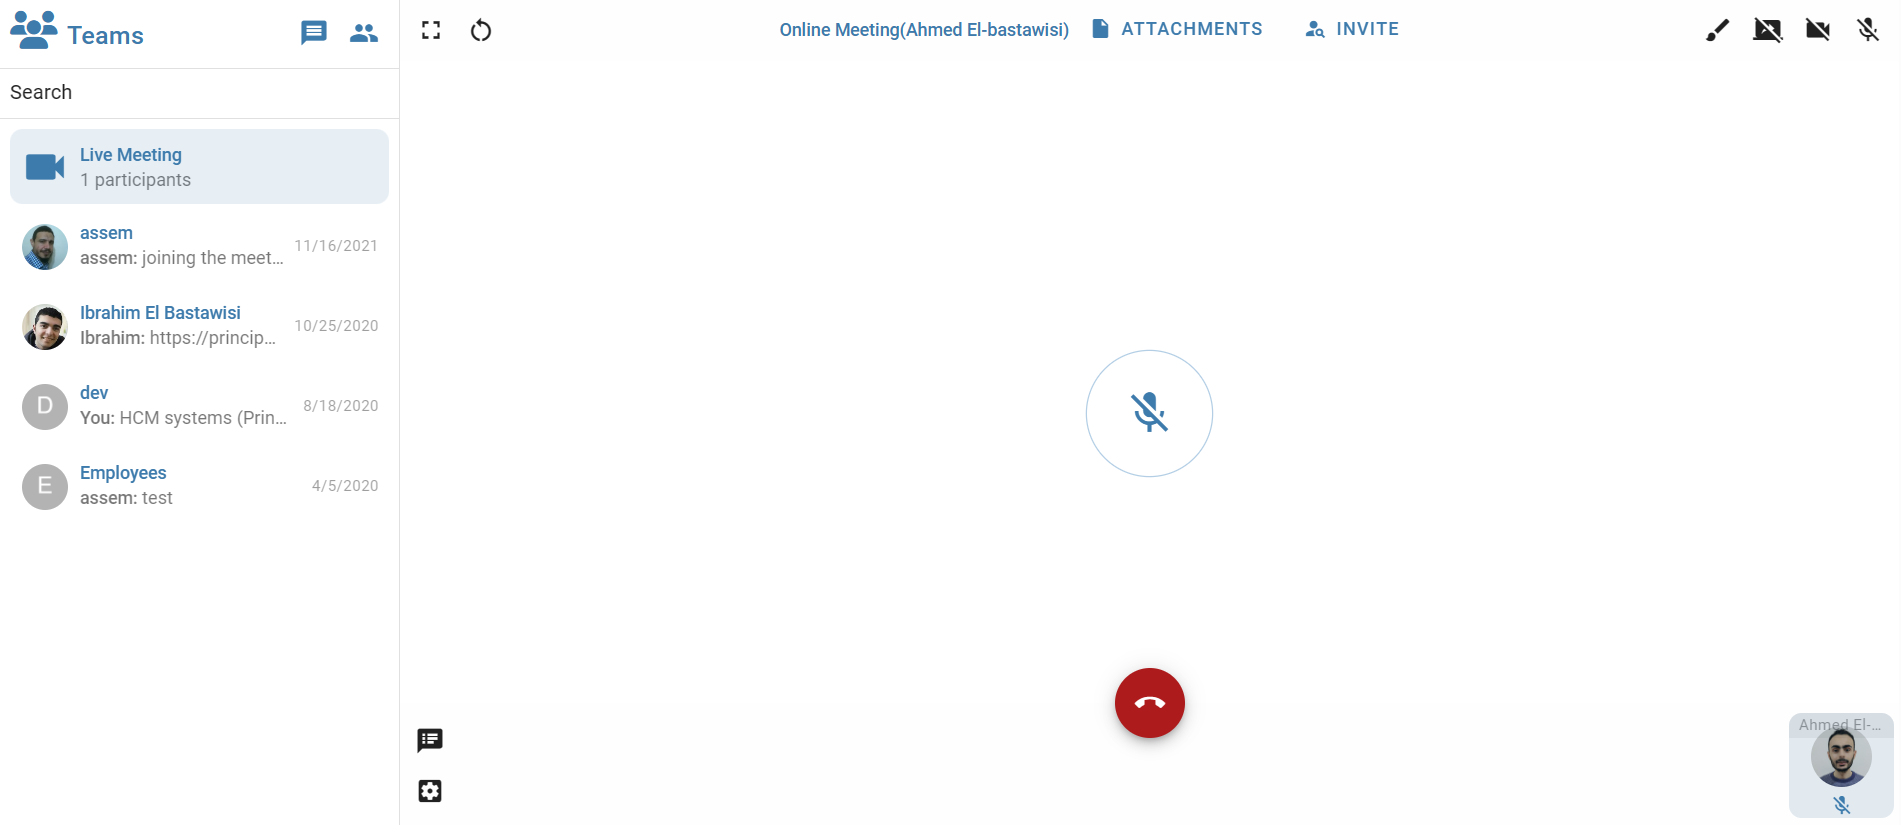 Teams
Search
Live Meeting
1 participants
assem
11/16/2021
assem: joining the meet...
Ibrahim El Bastawisi
10/25/2020
Ibrahim: https://princip...
D
dev
8/18/2020
You: HCM systems (Prin...
E
Employees
4/5/2020
assem: test
Online Meeting(Ahmed El-bastawisi)
ATTACHMENTS
INVITE
Ahmed El-...